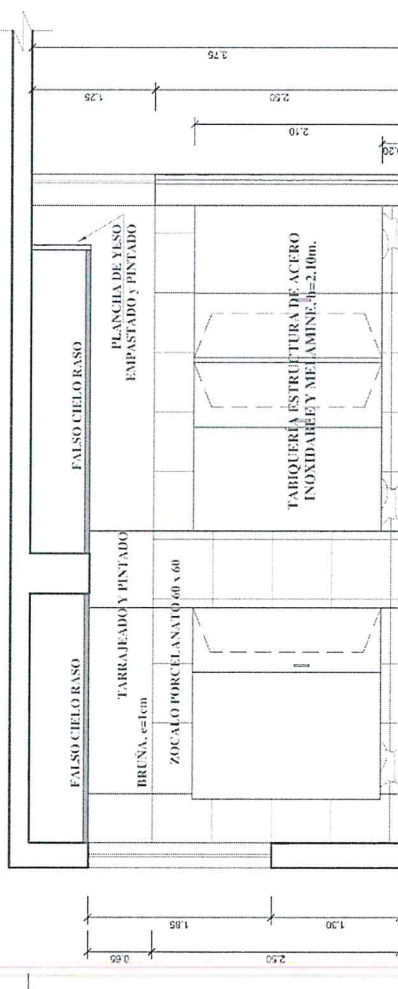 3.75
1.25
2.50
2.10
.20
FALSO CIELO RASO
PLANCHA DE YESO
EMPASTADO y PINTADO
TABIQUERÍA ESTRUCTURA DE ACERO
INOXIDABLE Y MELAMINE. h=2.10m.
FALSO CIELO RASO
TARRAJEADO Y PINTADO
BRUÑA, e=1cm
ZOCALO PORCELANATO 60 x 60
1.85
1.30
0.65
2.50